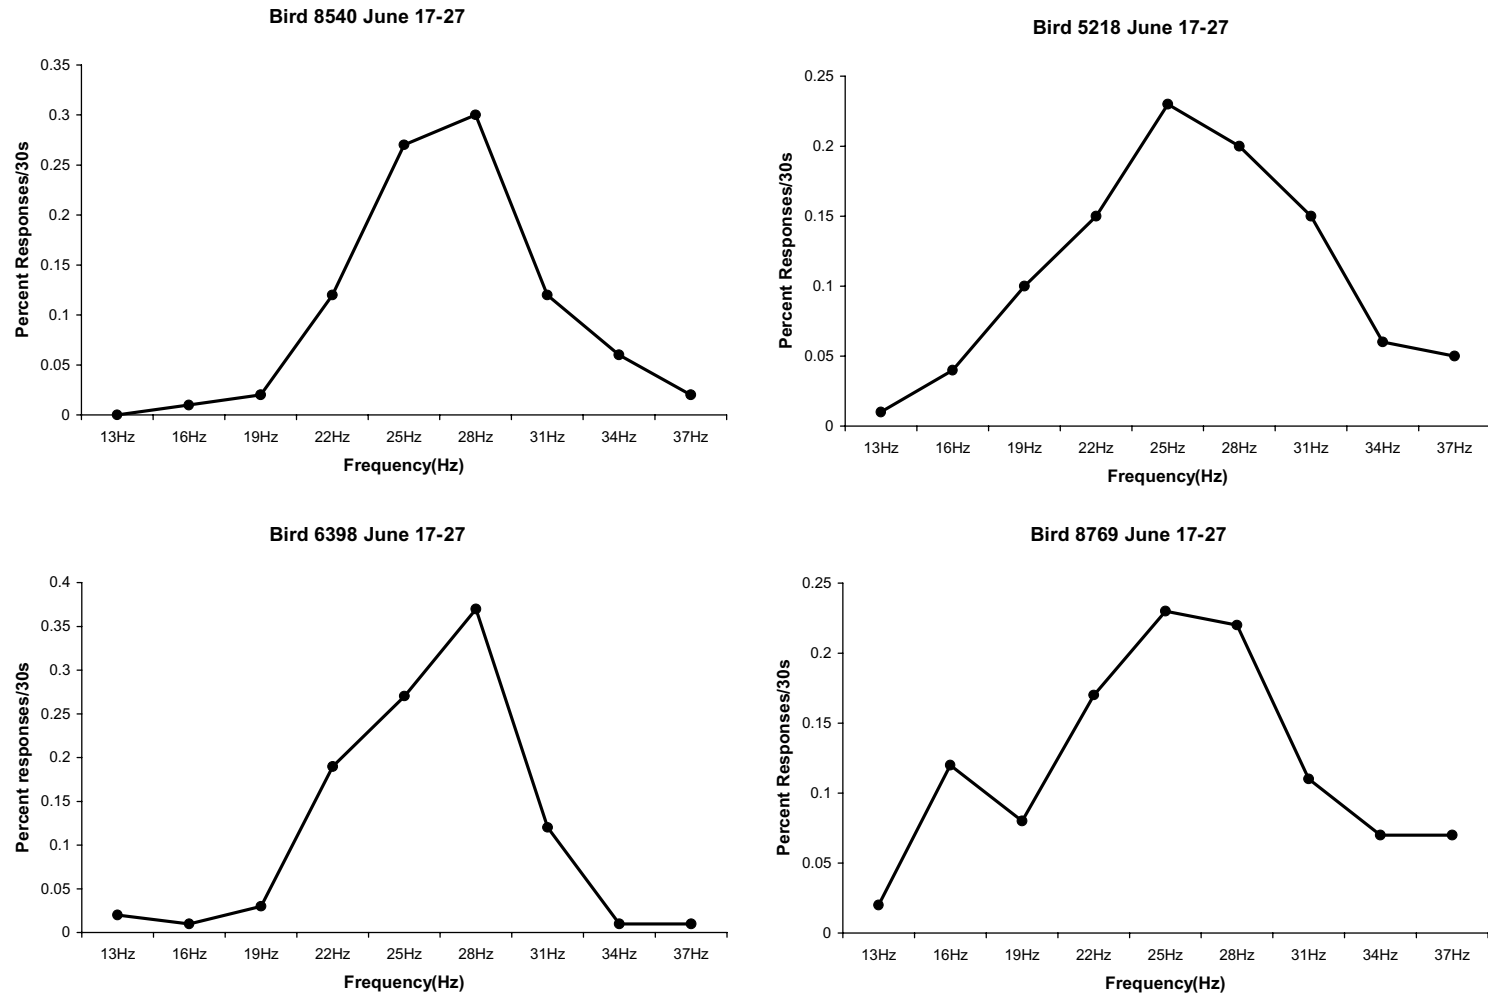 Bird 8540 June 17-27
Percent Responses/30s
0.35
0.3
0.25
0.2
0.15
0.1
0.05
0
13Hz 16Hz 19Hz 22Hz 25Hz 28Hz 31Hz 34Hz 37Hz
Frequency(Hz)
Bird 5218 June 17-27
Percent Responses/30s
0.25
0.2
0.15
0.1
0.05
0
13Hz 16Hz 19Hz 22Hz 25Hz 28Hz 31Hz 34Hz 37Hz
Frequency(Hz)
Bird 6398 June 17-27
Percent responses/30s
0.4
0.35
0.3
0.25
0.2
0.15
0.1
0.05
0
13Hz 16Hz 19Hz 22Hz 25Hz 28Hz 31Hz 34Hz 37Hz
Frequency(Hz)
Bird 8769 June 17-27
Percent Responses/30s
0.25
0.2
0.15
0.1
0.05
0
13Hz 16Hz 19Hz 22Hz 25Hz 28Hz 31Hz 34Hz 37Hz
Frequency(Hz)